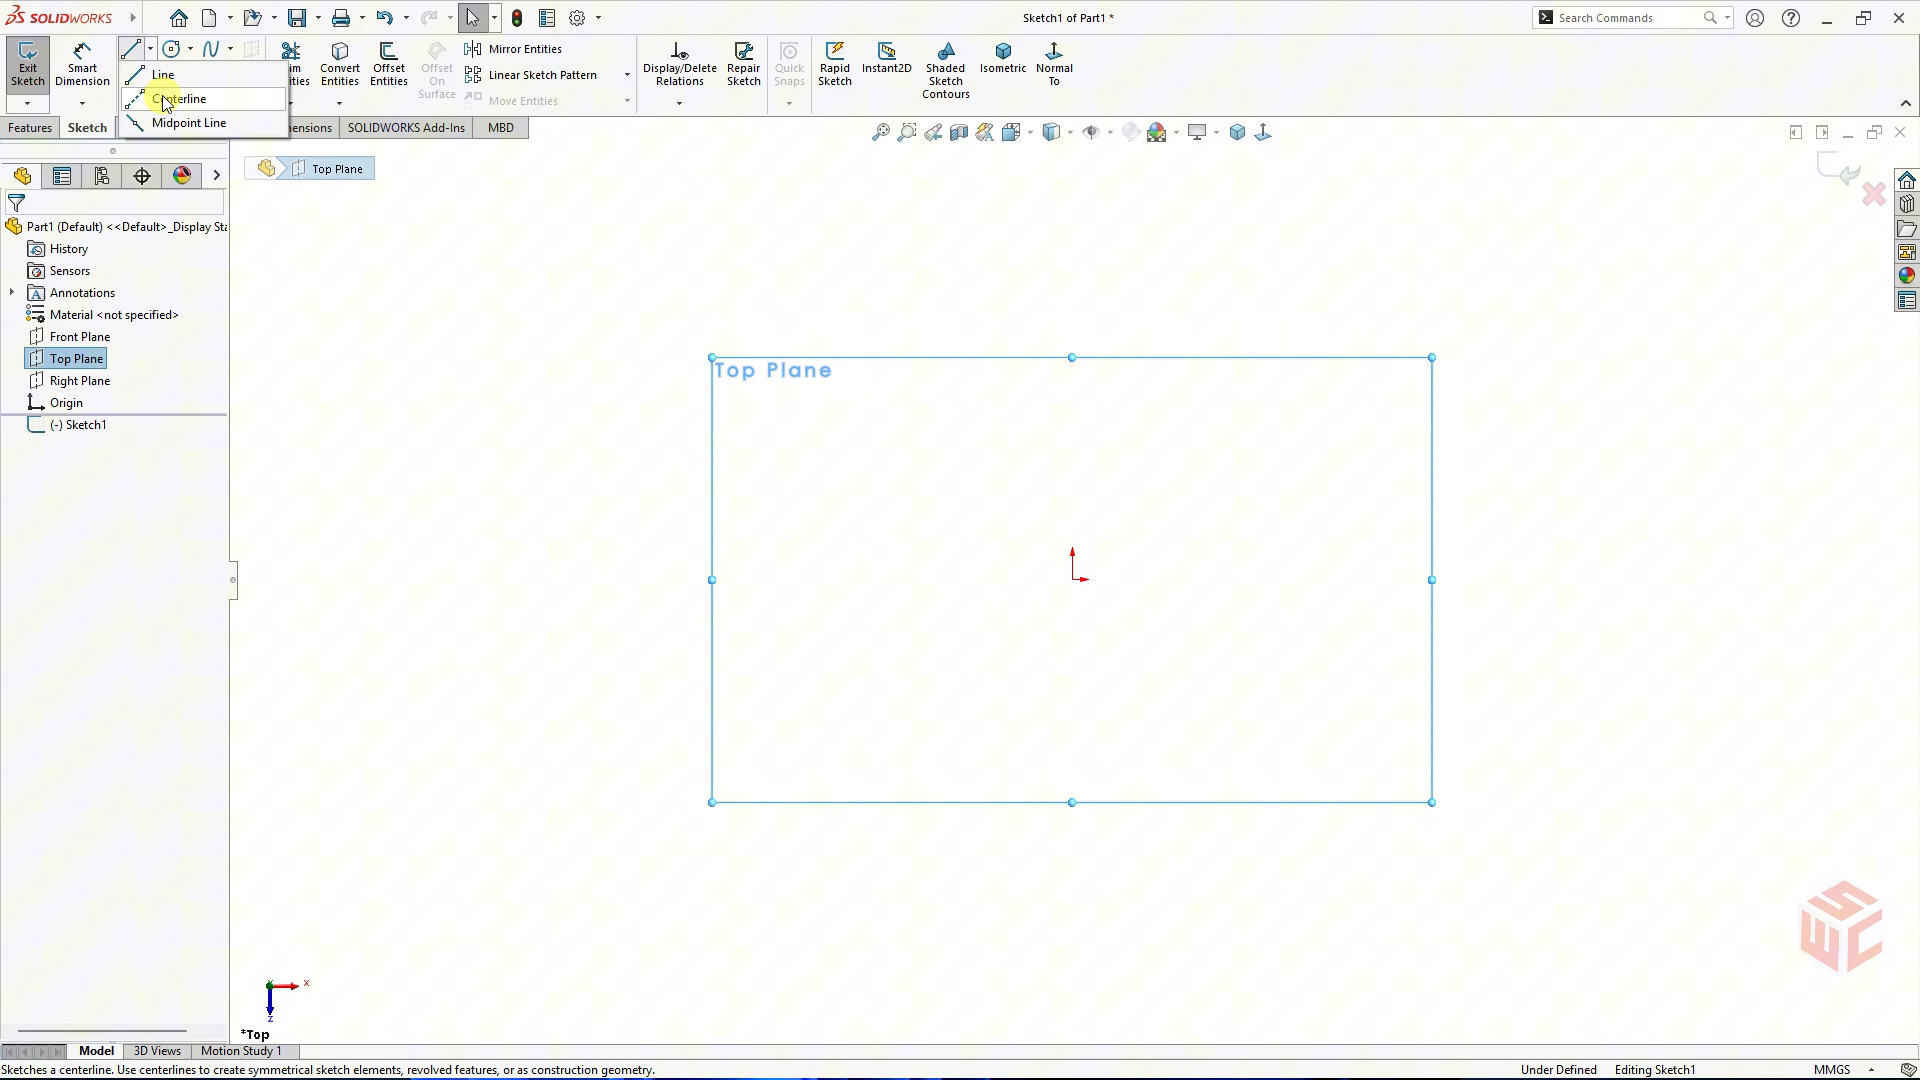 SOLIDWORKS
Sketch1 of Part1 *
Search Commands
Exit
Sketch
Smart
Dimension
Convert
Entities
Offset
Entities
Offset
On
Surface
Mirror Entities
Linear Sketch Pattern
Move Entities
Display/Delete
Relations
Repair
Sketch
Quick
Snaps
Rapid
Sketch
Instant2D
Shaded
Sketch
Contours
Isometric
Normal
To
Line
Centerline
Midpoint Line
Features
Sketch
SOLIDWORKS Add-Ins
MBD
Top Plane
Part1 (Default) <<Default>_Display Sta
History
Sensors
Annotations
Material <not specified>
Front Plane
Top Plane
Right Plane
Origin
(-) Sketch1
Top Plane
x
z
*Top
SWC
Model
3D Views
Motion Study 1
Sketches a centerline. Use centerlines to create symmetrical sketch elements, revolved features, or as construction geometry.
Under Defined
Editing Sketch1
MMGS